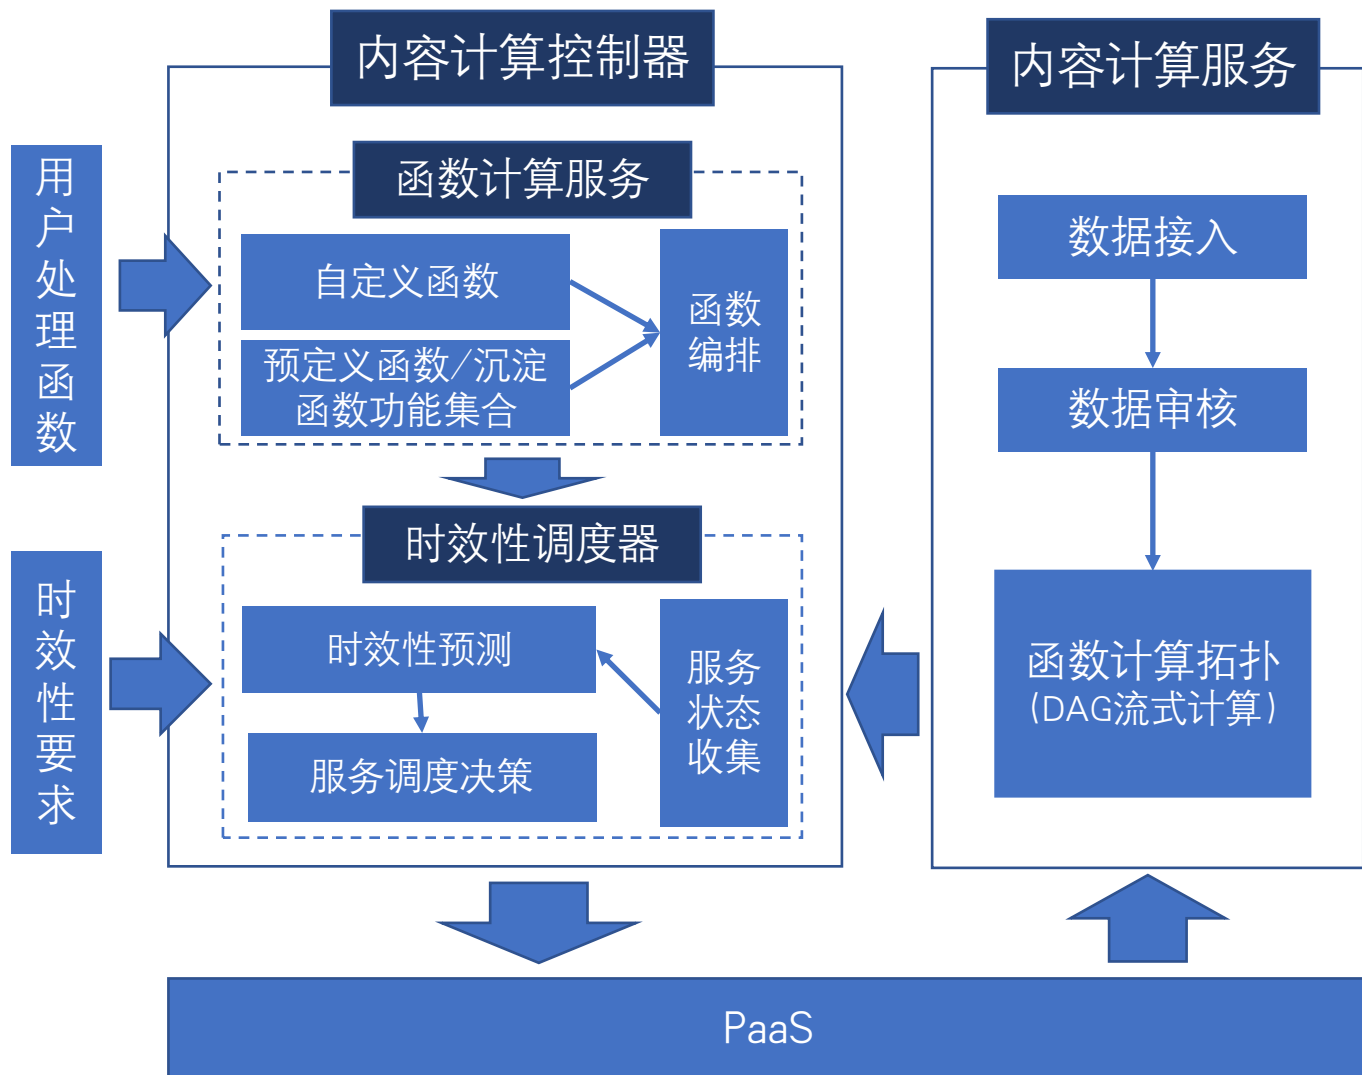 内容计算控制器
内容计算服务
用户处理函数
函数计算服务
自定义函数
预定义函数/沉淀
函数功能集合
函数
编排
时效性要求
时效性调度器
时效性预测
服务调度决策
服务
状态
收集
数据接入
数据审核
函数计算拓扑
(DAG流式计算)
PaaS